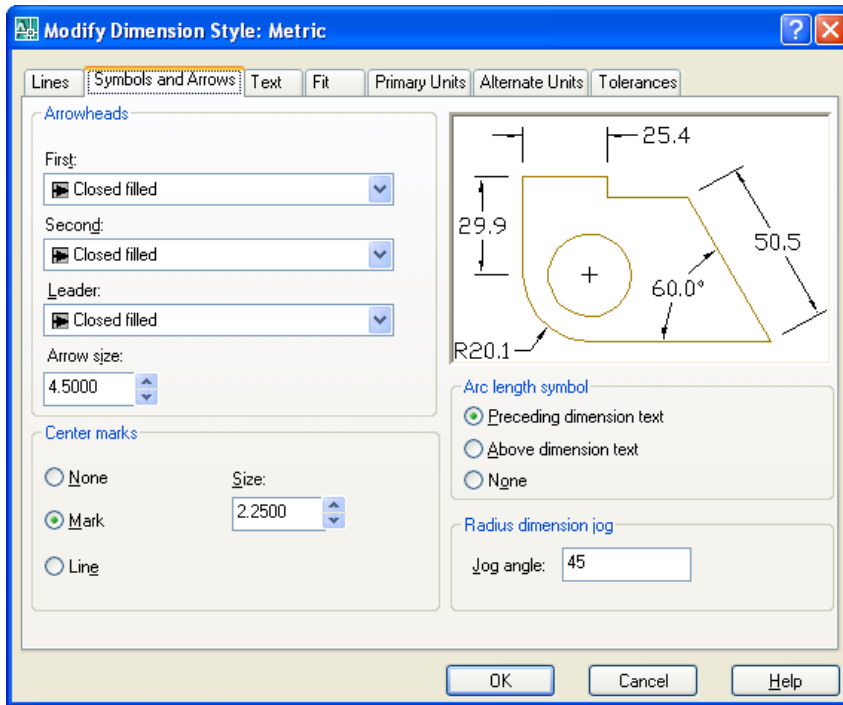 Modify Dimension Style: Metric
Lines Symbols and Arrows Text Fit Primary Units Alternate Units Tolerances
Arrowheads
First:
Closed filled
Second:
Closed filled
Leader:
Closed filled
Arrow size:
4.5000
Center marks
None
Mark
Line
Size:
2.2500
25.4
29.9
50.5
60.0°
R20.1
Arc length symbol
Preceding dimension text
Above dimension text
None
Radius dimension jog
Jog angle: 45
OK Cancel Help